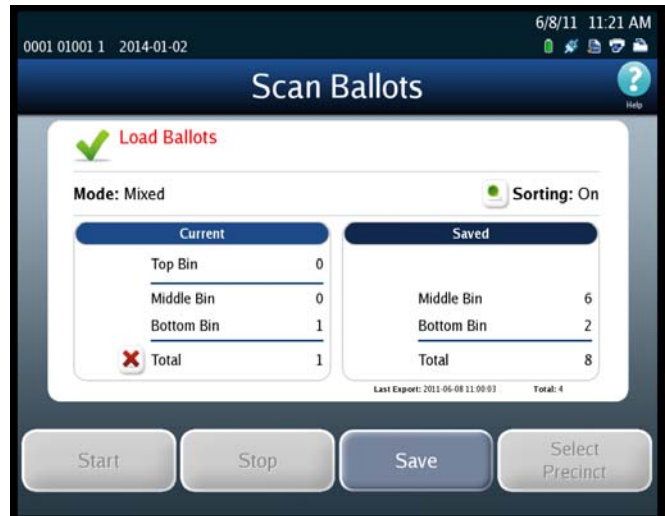 6/8/11 11:21 AM
0001 01001 1 2014-01-02
Scan Ballots
Help
Load Ballots
Mode: Mixed
Sorting: On
Current
Top Bin 0
Middle Bin 0
Bottom Bin 1
Total 1
Saved
Middle Bin 6
Bottom Bin 2
Total 8
Last Export: 2011-06-08 11:00:03 Total: 4
Start
Stop
Save
Select
Precinct